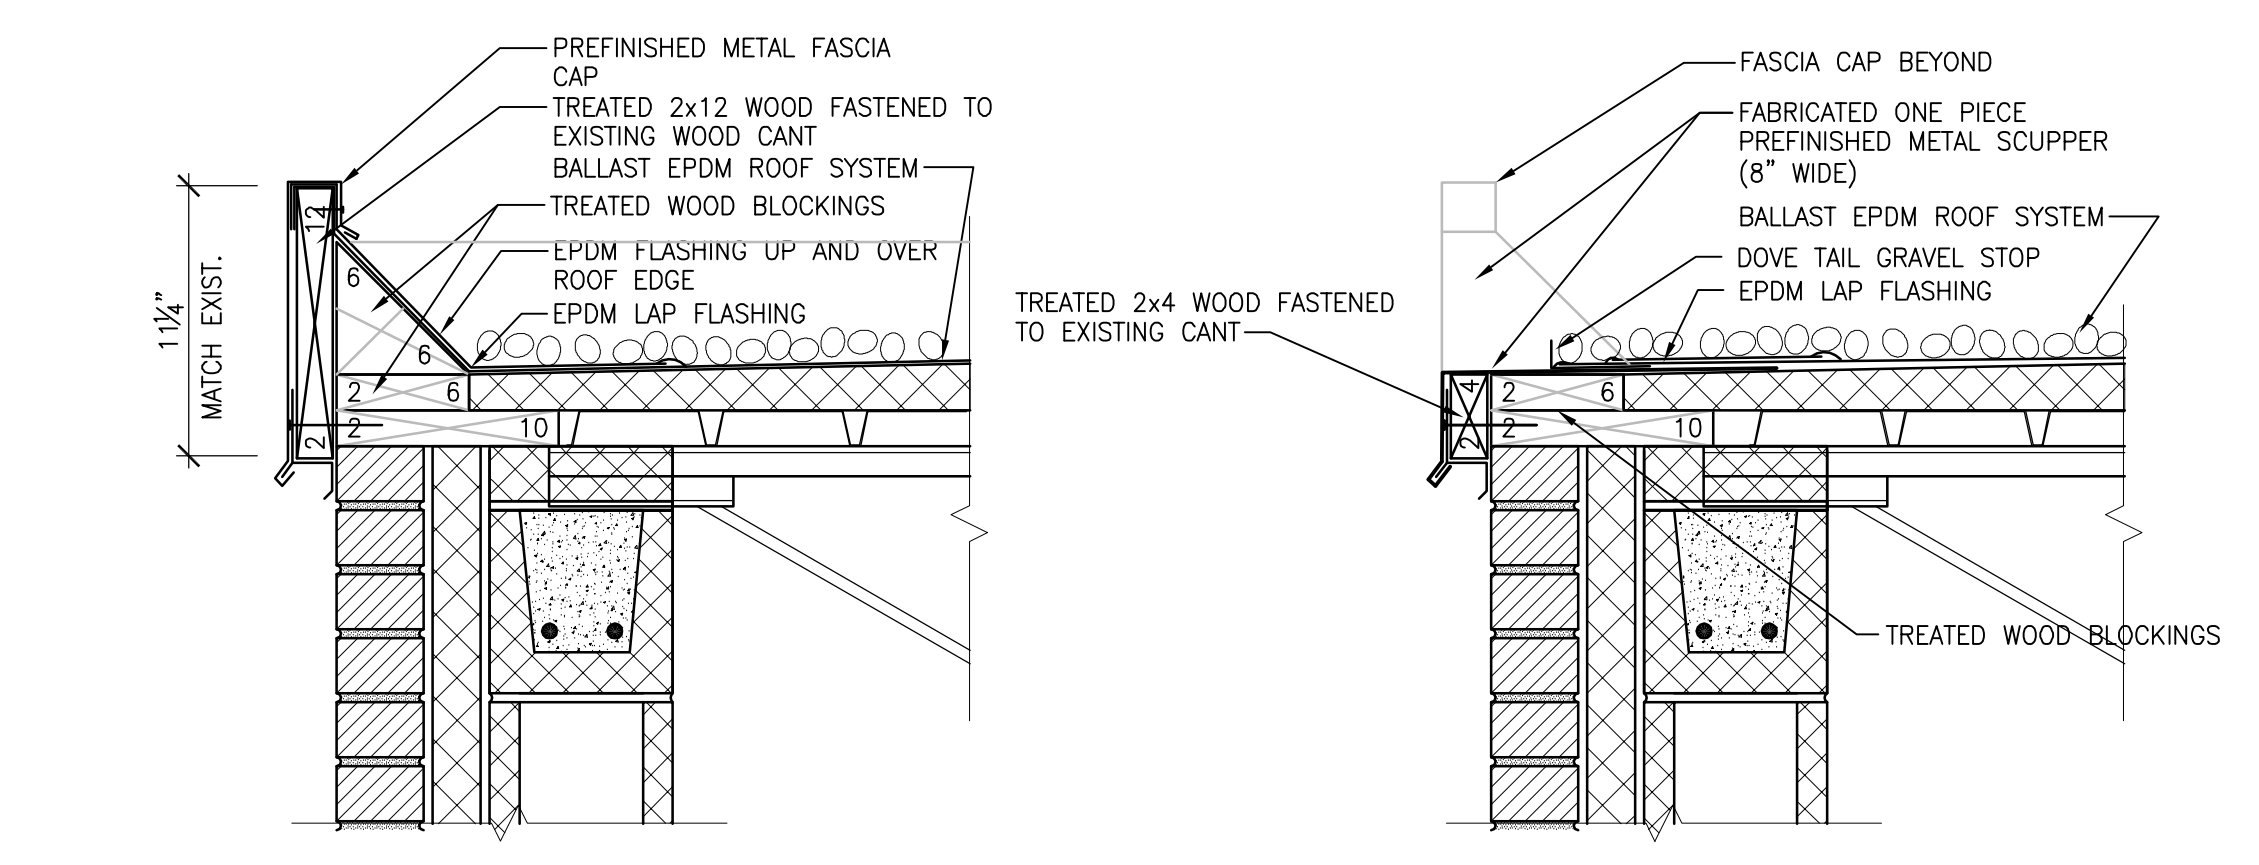 PREFINISHED METAL FASCIA
CAP
TREATED 2x12 WOOD FASTENED TO
EXISTING WOOD CANT
BALLAST EPDM ROOF SYSTEM
TREATED WOOD BLOCKINGS
EPDM FLASHING UP AND OVER
ROOF EDGE
EPDM LAP FLASHING
11¼”
MATCH EXIST.
12
2
6
6
2
6
2
10
FASCIA CAP BEYOND
FABRICATED ONE PIECE
PREFINISHED METAL SCUPPER
(8” WIDE)
BALLAST EPDM ROOF SYSTEM
DOVE TAIL GRAVEL STOP
EPDM LAP FLASHING
TREATED 2x4 WOOD FASTENED
TO EXISTING CANT
4
2
2
6
2
10
TREATED WOOD BLOCKINGS